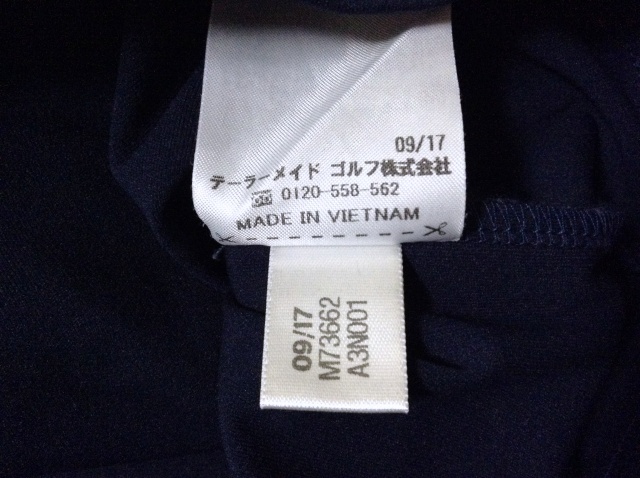 09/17
テーラーメイド ゴルフ株式会社
0120-558-562
MADE IN VIETNAM
09/17
M73662
A3N001